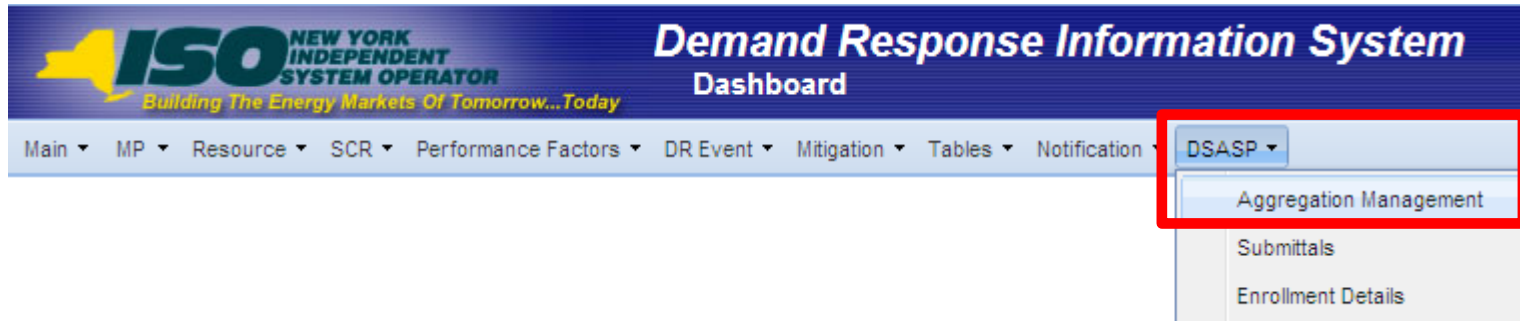 ISO NEW YORK
INDEPENDENT
SYSTEM OPERATOR
Building The Energy Markets Of Tomorrow...Today
Demand Response Information System
Dashboard
Main MP Resource SCR Performance Factors DR Event Mitigation Tables Notification DSASP
Aggregation Management
Submittals
Enrollment Details